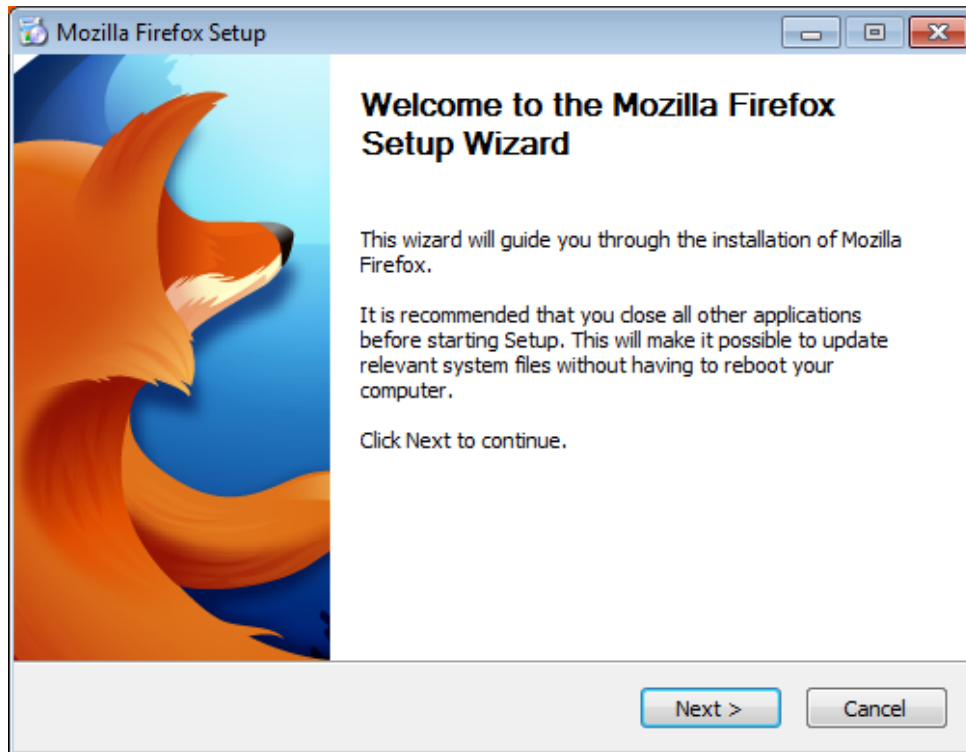 Mozilla Firefox Setup
Welcome to the Mozilla Firefox
Setup Wizard
This wizard will guide you through the installation of Mozilla
Firefox.
It is recommended that you close all other applications
before starting Setup. This will make it possible to update
relevant system files without having to reboot your
computer.
Click Next to continue.
Next >
Cancel